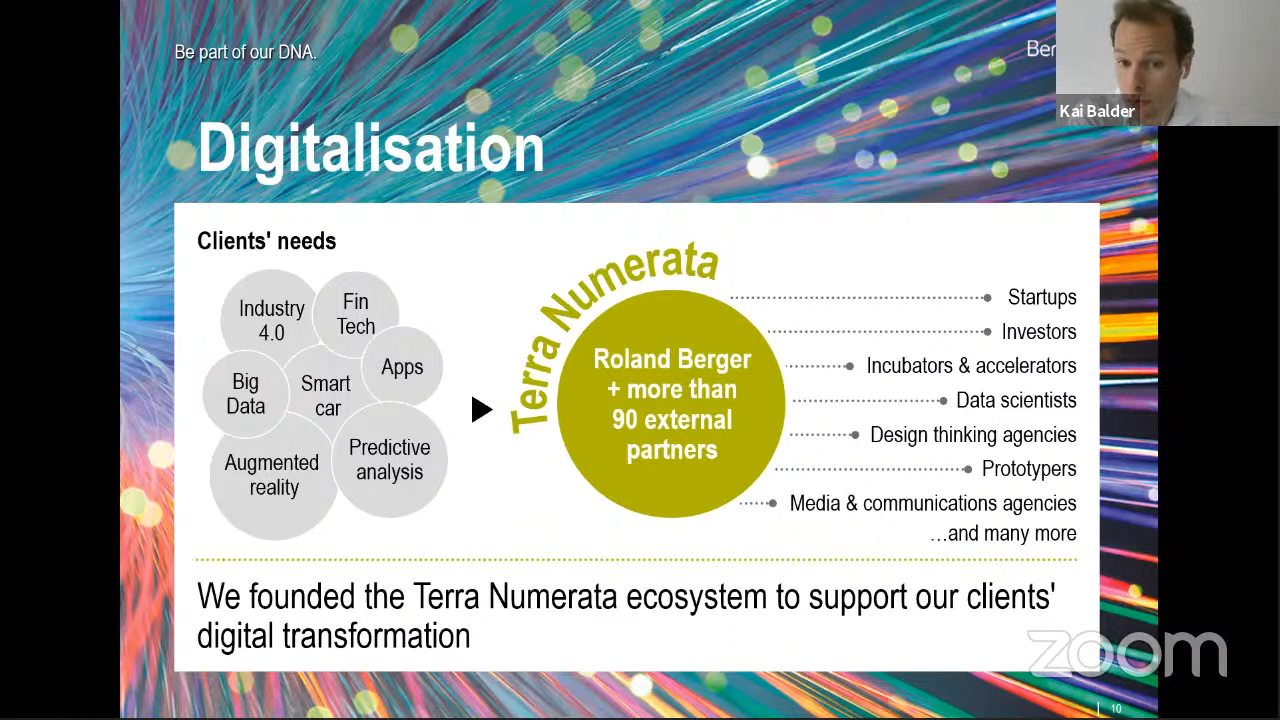 Be part of our DNA.
Ber
Kai Balder
Digitalisation
Clients' needs
Industry
4.0
Fin
Tech
Apps
Big
Data
Smart
car
Augmented
reality
Predictive
analysis
Terra Numerata
Roland Berger
+ more than
90 external
partners
Startups
Investors
Incubators & accelerators
Data scientists
Design thinking agencies
Prototypers
Media & communications agencies
…and many more
We founded the Terra Numerata ecosystem to support our clients'
digital transformation
zoom
10